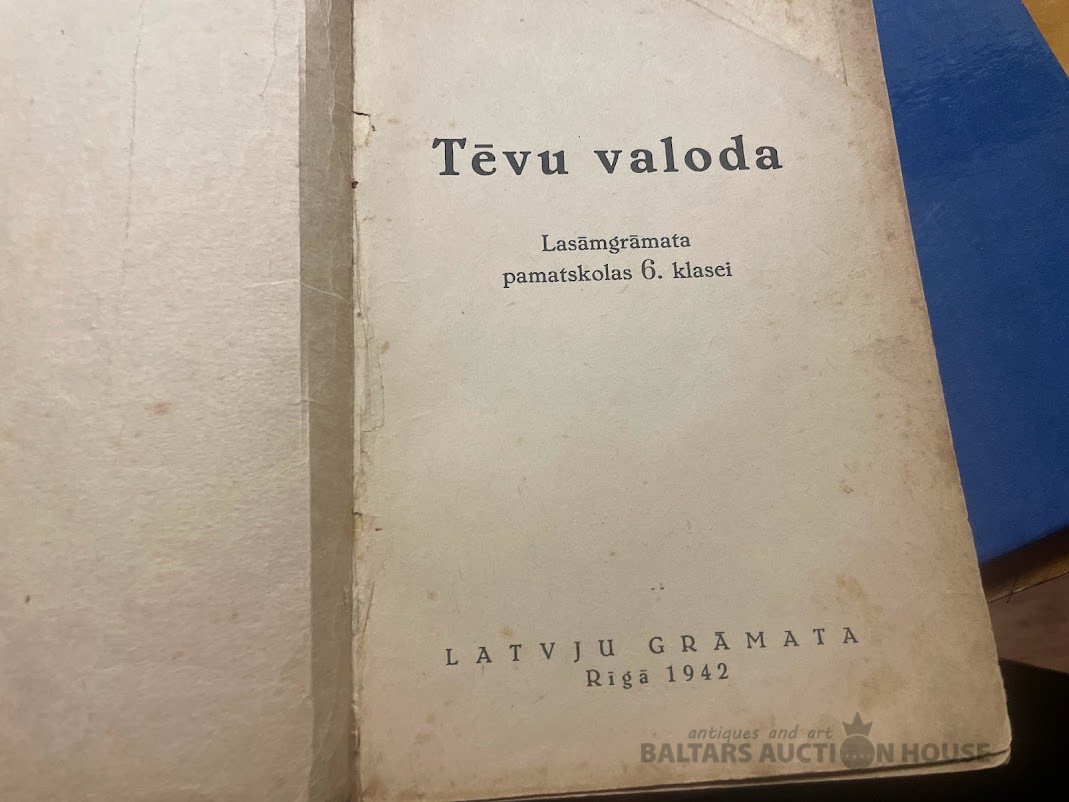 Tēvu valoda
Lasāmgrāmata
pamatskolas 6. klasei
LATVJU GRĀMATA
Rīgā 1942
antiques and art
BALTARS AUCTION HOUSE